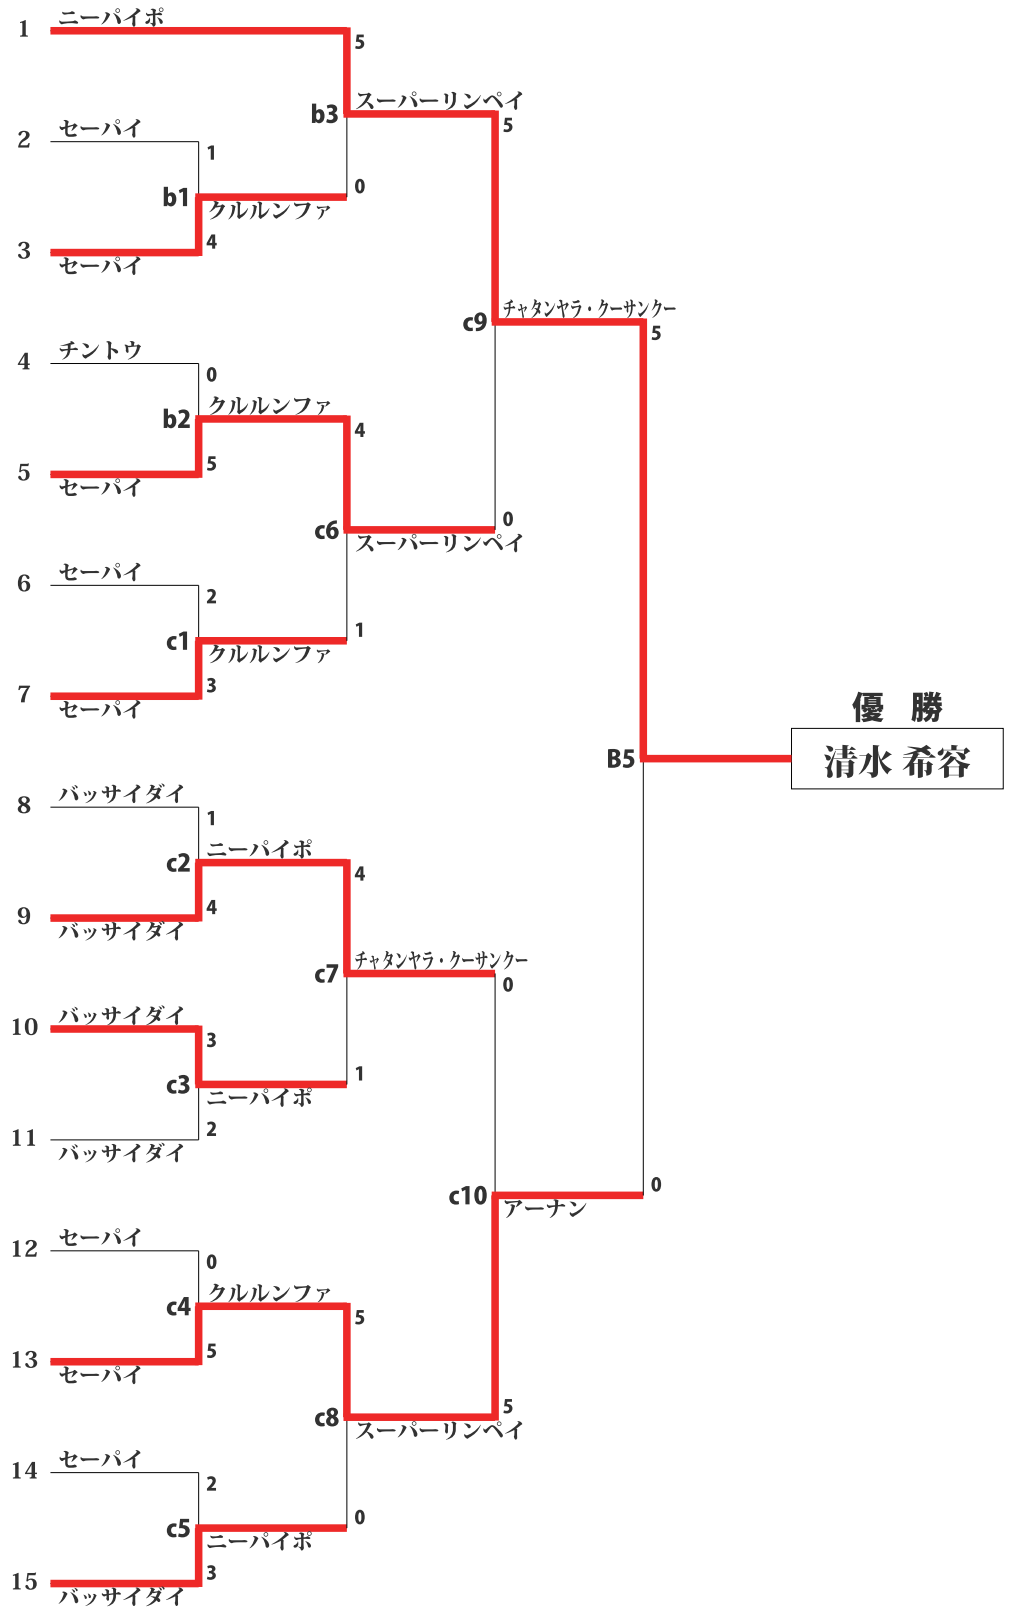 1 ニーパイポ
5
b3 スーパーリンペイ
5
2 セーパイ
1
b1 クルルンファ
0
3 セーパイ
4
c9 チャタンヤラ・クーサンクー
5
4 チントウ
0
b2 クルルンファ
4
5 セーパイ
5
c6 スーパーリンペイ
0
6 セーパイ
2
c1 クルルンファ
1
7 セーパイ
3
優 勝
B5 清水 希容
8 バッサイダイ
1
c2 ニーパイポ
4
9 バッサイダイ
4
c7 チャタンヤラ・クーサンクー
0
10 バッサイダイ
3
c3 ニーパイポ
1
11 バッサイダイ
2
c10 アーナン
0
12 セーパイ
0
c4 クルルンファ
5
13 セーパイ
5
c8 スーパーリンペイ
5
14 セーパイ
2
c5 ニーパイポ
0
15 バッサイダイ
3